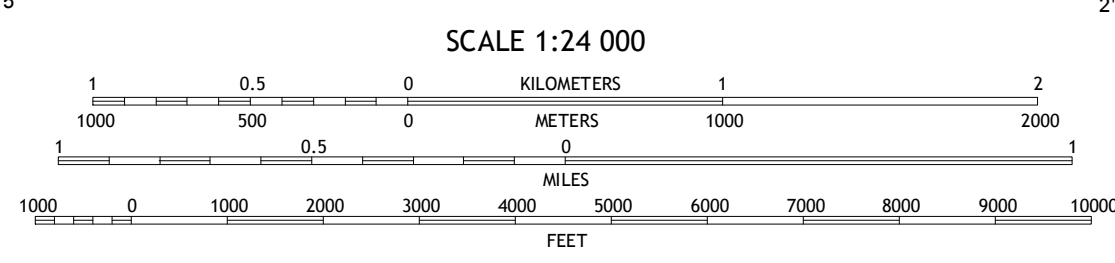 5 2
SCALE 1:24 000
1 0.5 0 KILOMETERS 1 2
1000 500 0 METERS 1000 2000
1 0.5 0 1
MILES
1000 0 1000 2000 3000 4000 5000 6000 7000 8000 9000 10000
FEET